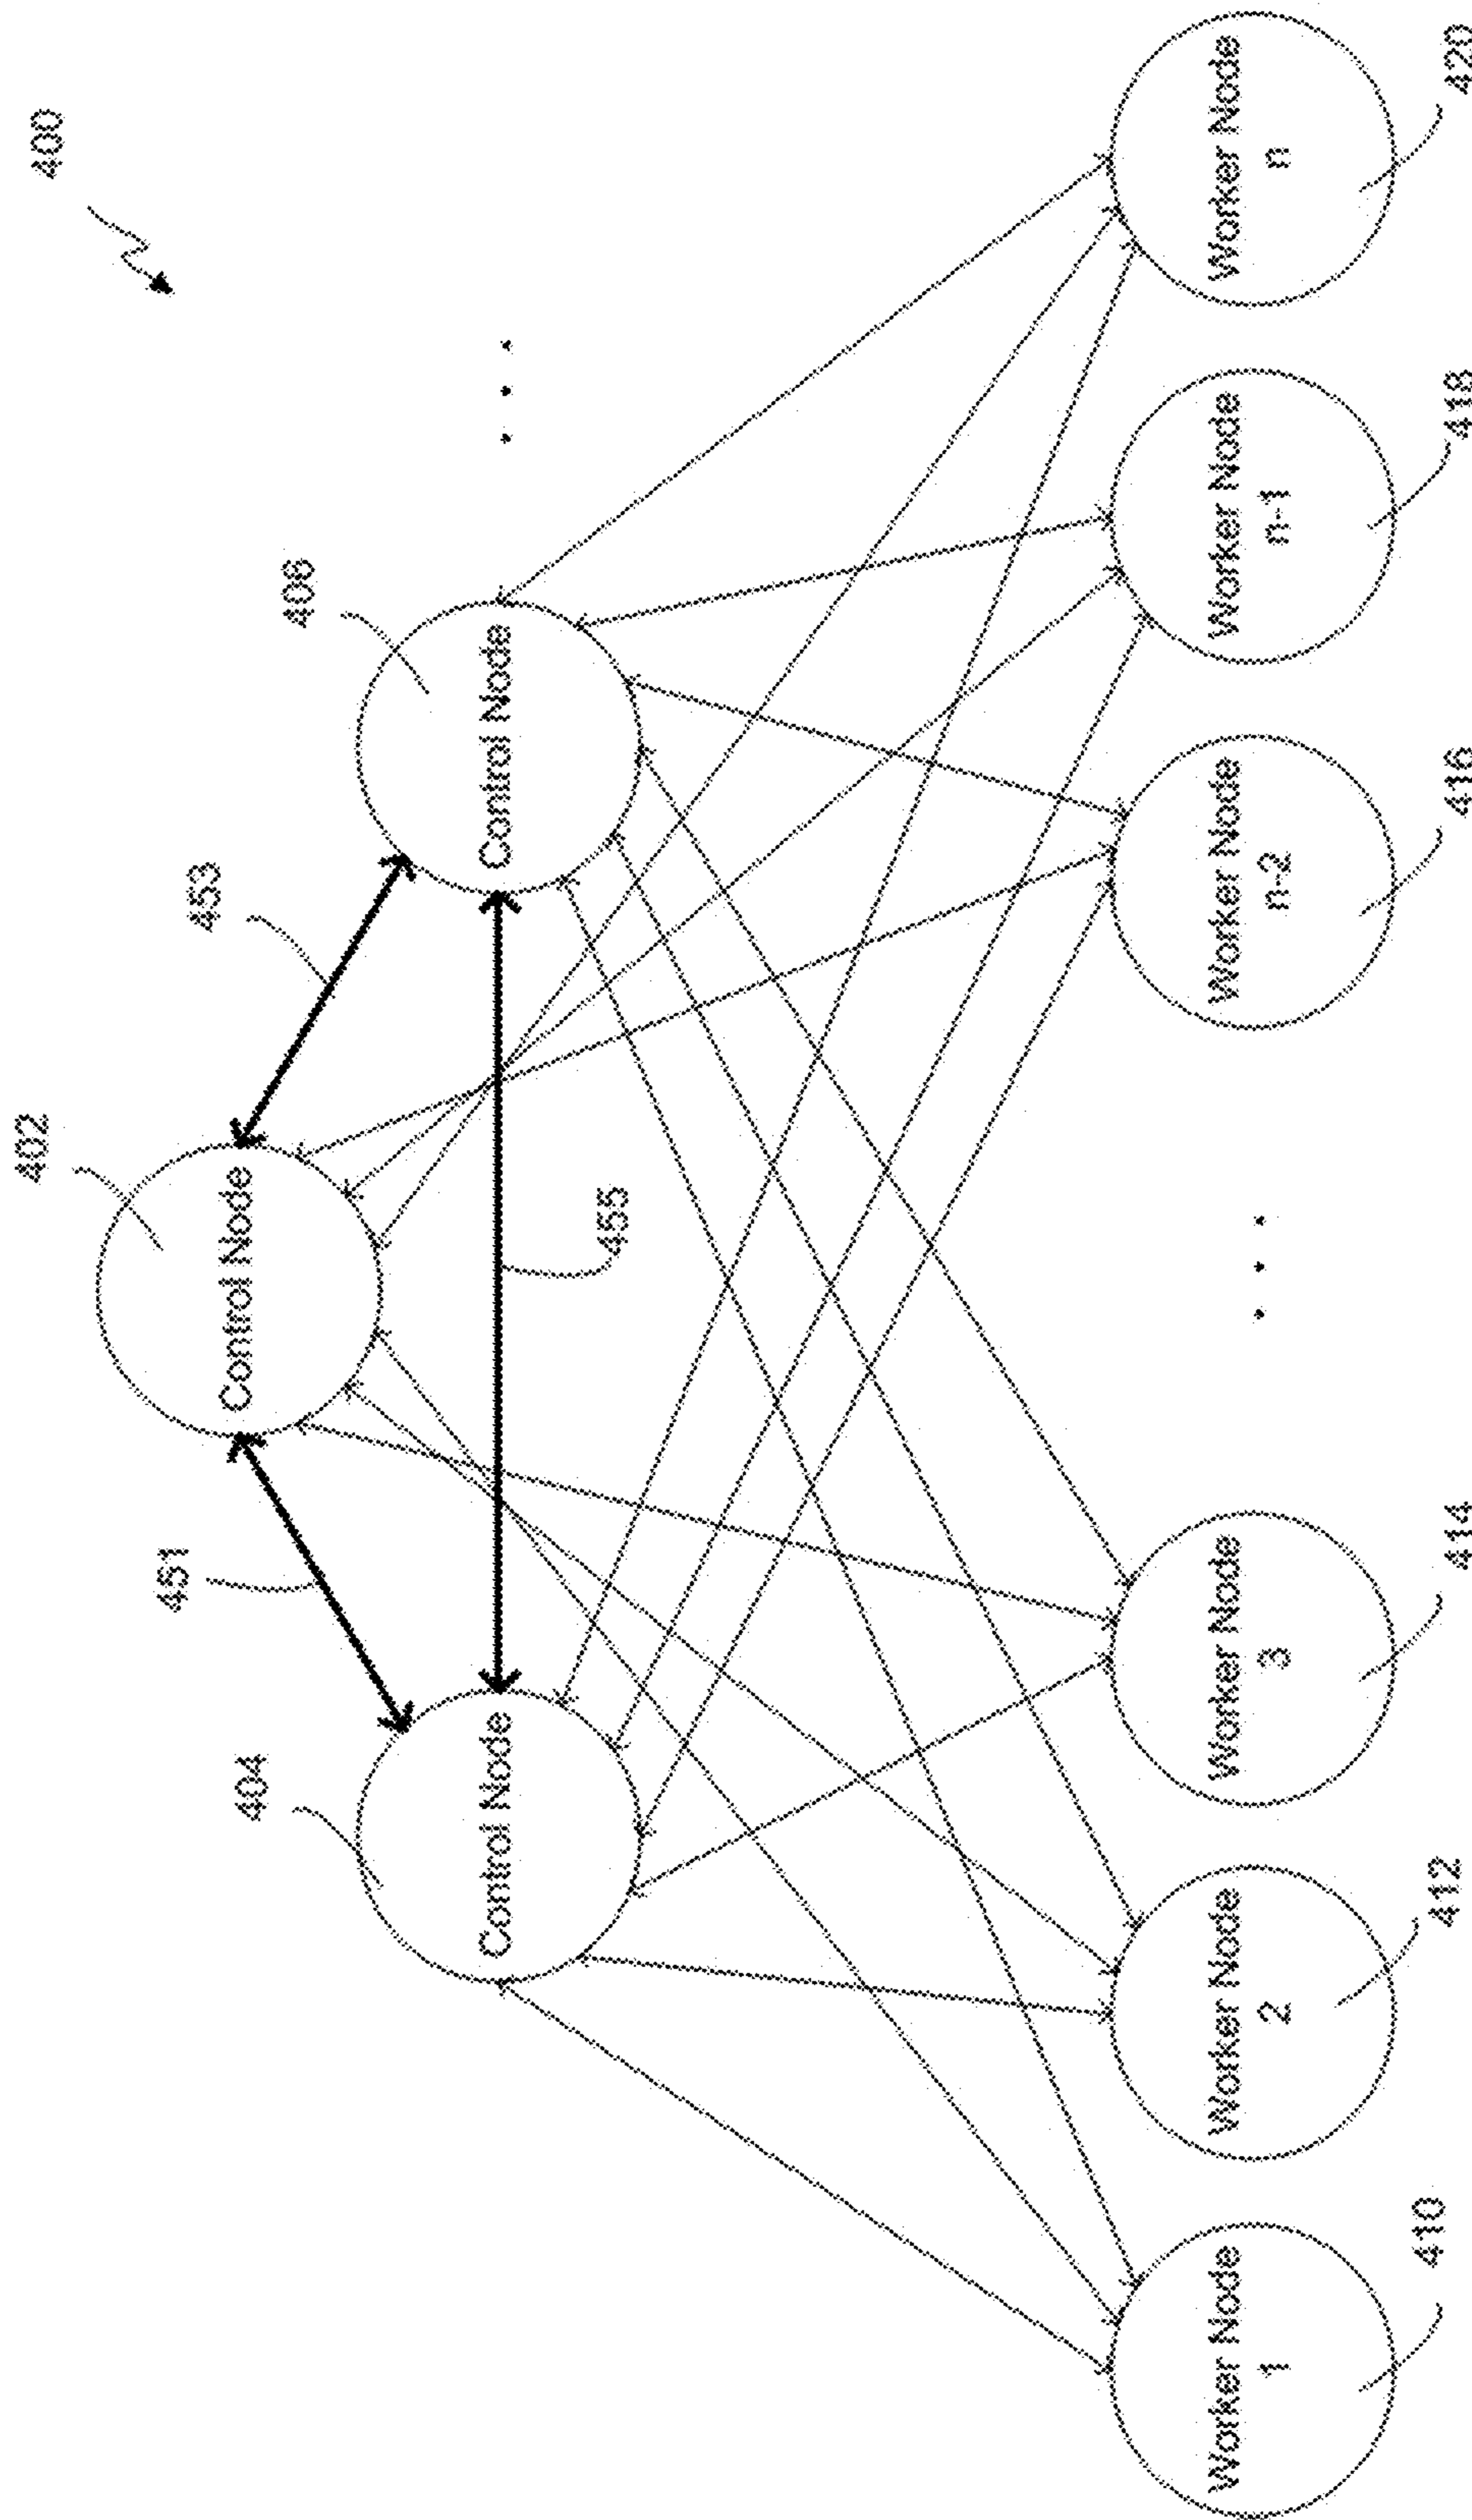 400
402
451
453
404
406
Control Node
Control Node
Control Node
455
Worker Node
1
Worker Node
2
Worker Node
3
Worker Node
n-2
Worker Node
n-1
Worker Node
n
410
412
414
416
418
420